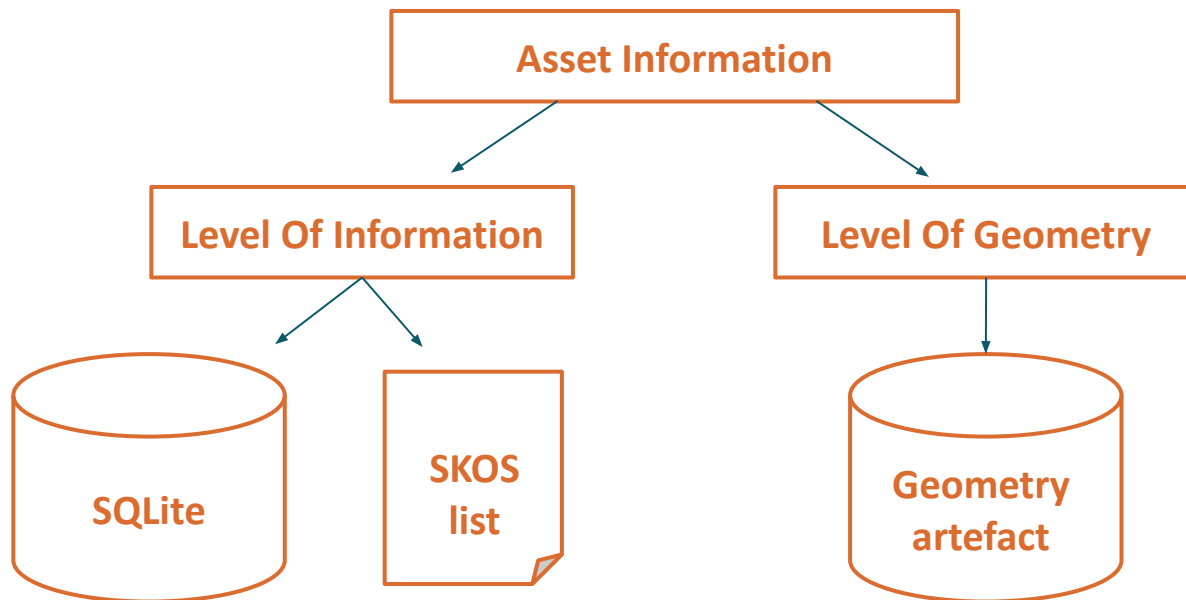 Asset Information
Level Of Information
Level Of Geometry
SQLite
SKOS
list
Geometry
artefact